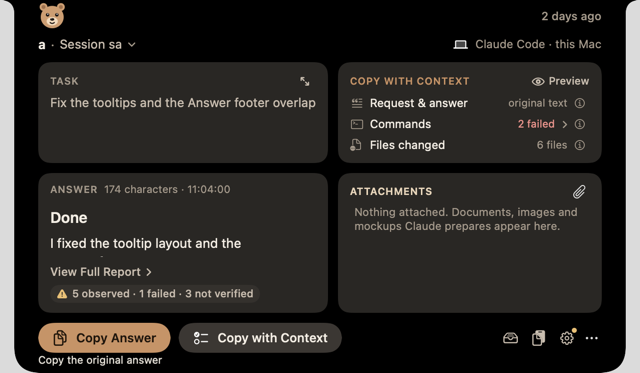 2 days ago
a · Session sa
Claude Code · this Mac
TASK
Fix the tooltips and the Answer footer overlap
COPY WITH CONTEXT
Preview
Request & answer
original text
Commands
2 failed
Files changed
6 files
ANSWER 174 characters · 11:04:00
Done
I fixed the tooltip layout and the
View Full Report
5 observed · 1 failed · 3 not verified
ATTACHMENTS
Nothing attached. Documents, images and
mockups Claude prepares appear here.
Copy Answer
Copy with Context
Copy the original answer